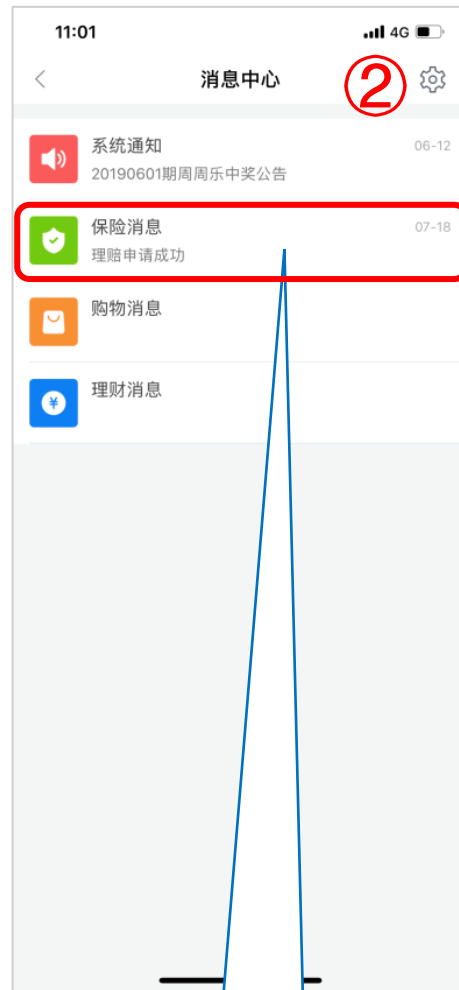 11:01 4G
消息中心 ②
系统通知 06-12
20190601期周周乐中奖公告
保险消息 07-18
理赔申请成功
购物消息
理财消息
¥